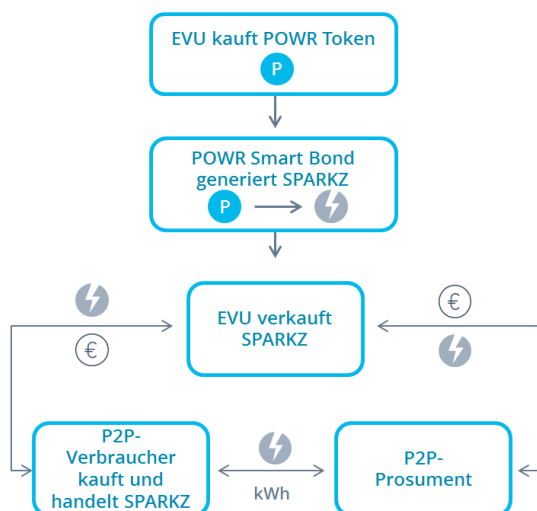 EVU kauft POWR Token
P
POWR Smart Bond
generiert SPARKZ
P
EVU verkauft
SPARKZ
€
€
P2P-
Verbraucher
kauft und
handelt SPARKZ
kWh
P2P-
Prosument